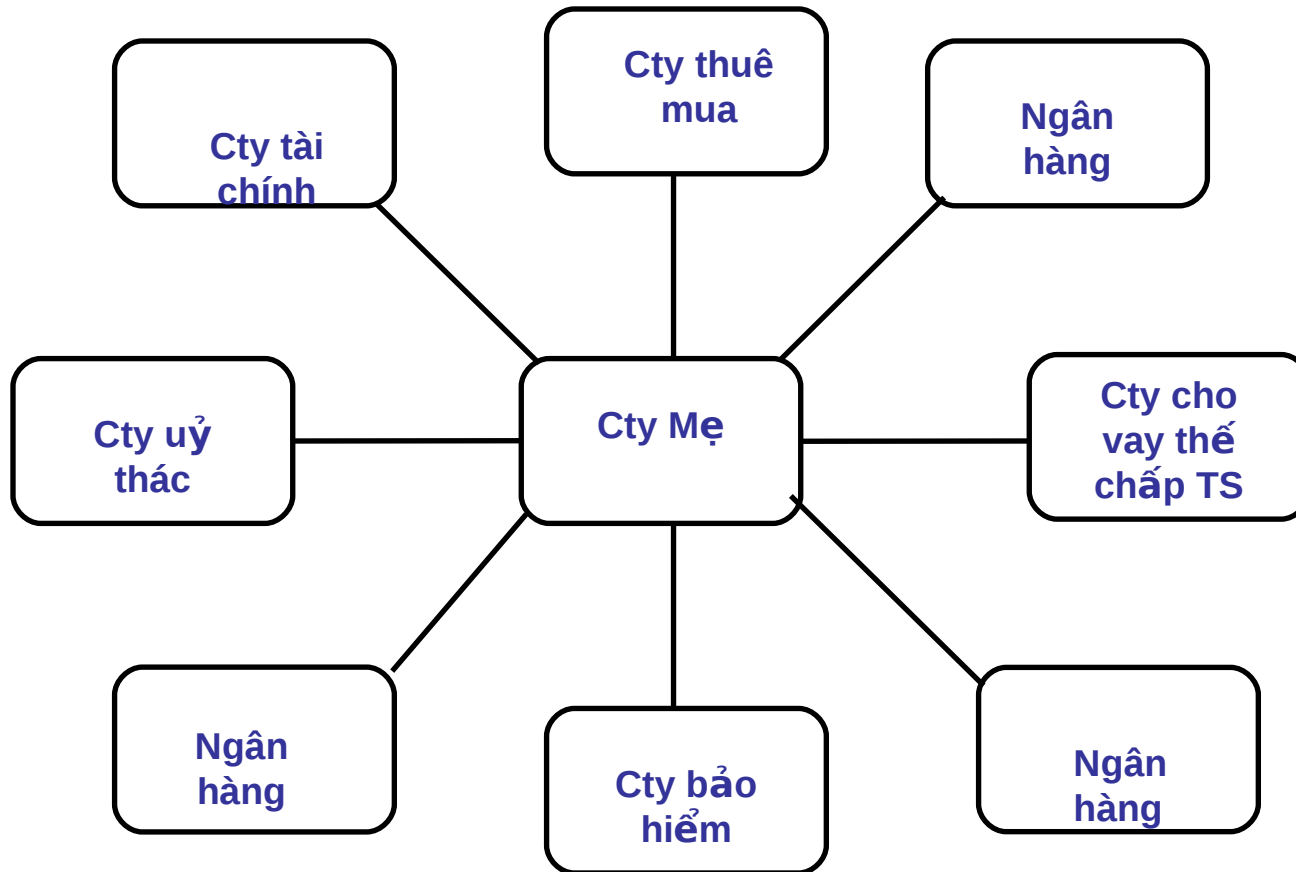 Cty thuê
mua
Cty tài
chính
Ngân
hàng
Cty uỷ
thác
Cty Mẹ
Cty cho
vay thế
chấp TS
Ngân
hàng
Cty bảo
hiểm
Ngân
hàng